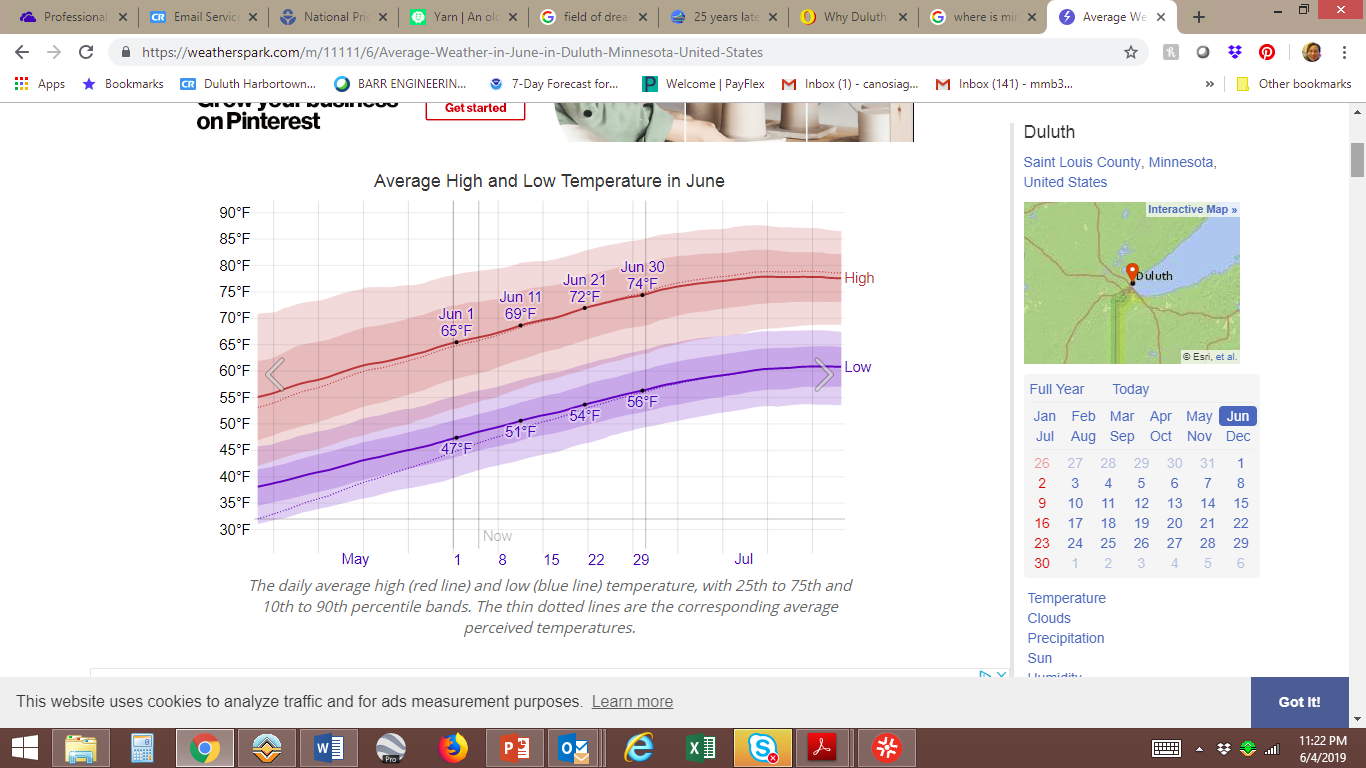 Professional
Email Service
National Pri
Yarn | An olc
field of drea
25 years late
Why Duluth
where is min
Average We
https://weatherspark.com/m/11111/6/Average-Weather-in-June-in-Duluth-Minnesota-United-States
Apps
Bookmarks
Duluth Harbortown...
BARR ENGINEERIN...
7-Day Forecast for...
Welcome | PayFlex
Inbox (1) - canosiag...
Inbox (141) - mmb3...
»
Other bookmarks
Grow your business
on Pinterest
Get started
Average High and Low Temperature in June
90°F
85°F
80°F
75°F
70°F
65°F
60°F
55°F
50°F
45°F
40°F
35°F
30°F
Jun 1
65°F
Jun 11
69°F
Jun 21
72°F
Jun 30
74°F
High
47°F
51°F
54°F
56°F
Low
Now
May 1 8 15 22 29 Jul
The daily average high (red line) and low (blue line) temperature, with 25th to 75th and
10th to 90th percentile bands. The thin dotted lines are the corresponding average
perceived temperatures.
Duluth
Saint Louis County, Minnesota,
United States
Interactive Map »
Duluth
© Esri, et al.
Full Year Today
Jan Feb Mar Apr May Jun
Jul Aug Sep Oct Nov Dec
26 27 28 29 30 31 1
2 3 4 5 6 7 8
9 10 11 12 13 14 15
16 17 18 19 20 21 22
23 24 25 26 27 28 29
30 1 2 3 4 5 6
Temperature
Clouds
Precipitation
Sun
Humidity
This website uses cookies to analyze traffic and for ads measurement purposes. Learn more
Got It!
Pro
11:22 PM
6/4/2019